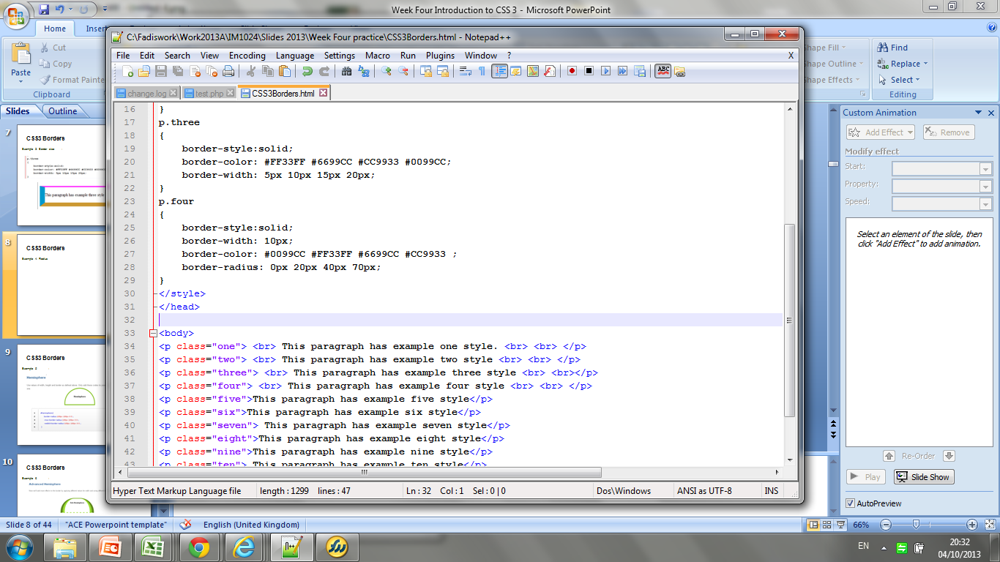 Week Four Introduction to CSS 3 - Microsoft PowerPoint
Home
Insert
Paste
Cut
Copy
Format Painte
Clipboard
Shape Fill
Shape Outline
Shape Effects
Find
Replace
Select
Editing
Slides
Outline
7
CSS3 Borders
This paragraph has example three style
8
CSS3 Borders
Example 4: Radius
9
CSS3 Borders
Hemisphere
10
CSS3 Borders
Advanced Hemisphere
C:\Fadiswork\Work2013A\IM1024\Slides 2013\Week Four practice\CSS3Borders.html - Notepad++
File Edit Search View Encoding Language Settings Macro Run Plugins Window ? X
change.log test.php CSS3Borders.html
16 }
17 p.three
18 {
19 border-style:solid;
20 border-color: #FF33FF #6699CC #CC9933 #0099CC;
21 border-width: 5px 10px 15px 20px;
22 }
23 p.four
24 {
25 border-style:solid;
26 border-width: 10px;
27 border-color: #0099CC #FF33FF #6699CC #CC9933 ;
28 border-radius: 0px 20px 40px 70px;
29 }
30 </style>
31 </head>
32
33 <body>
34 <p class="one"> <br> This paragraph has example one style. <br> <br> </p>
35 <p class="two"> <br> This paragraph has example two style <br> <br> </p>
36 <p class="three"> <br> This paragraph has example three style <br> <br></p>
37 <p class="four"> <br> This paragraph has example four style <br> <br> </p>
38 <p class="five">This paragraph has example five style</p>
39 <p class="six">This paragraph has example six style</p>
40 <p class="seven"> This paragraph has example seven style</p>
41 <p class="eight">This paragraph has example eight style</p>
42 <p class="nine">This paragraph has example nine style</p>
43 <p class="ten"> This paragraph has example ten style</p>
Hyper Text Markup Language file length : 1299 lines : 47 Ln : 32 Col : 1 Sel : 0 | 0 Dos\Windows ANSI as UTF-8 INS
Custom Animation
Add Effect
Remove
Modify effect
Start:
Property:
Speed:
Select an element of the slide, then
click "Add Effect" to add animation.
Re-Order
Play
Slide Show
AutoPreview
Slide 8 of 44 "ACE Powerpoint template" English (United Kingdom) 66%
EN
20:32
04/10/2013